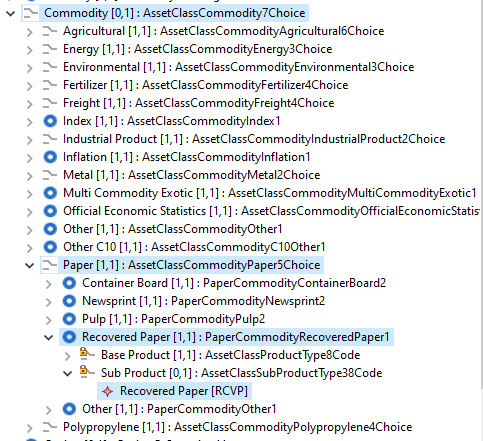 Commodity [0,1] : AssetClassCommodity7Choice
Agricultural [1,1] : AssetClassCommodityAgricultural6Choice
Energy [1,1] : AssetClassCommodityEnergy3Choice
Environmental [1,1] : AssetClassCommodityEnvironmental3Choice
Fertilizer [1,1] : AssetClassCommodityFertilizer4Choice
Freight [1,1] : AssetClassCommodityFreight4Choice
Index [1,1] : AssetClassCommodityIndex1
Industrial Product [1,1] : AssetClassCommodityIndustrialProduct2Choice
Inflation [1,1] : AssetClassCommodityInflation1
Metal [1,1] : AssetClassCommodityMetal2Choice
Multi Commodity Exotic [1,1] : AssetClassCommodityMultiCommodityExotic1
Official Economic Statistics [1,1] : AssetClassCommodityOfficialEconomicStatis
Other [1,1] : AssetClassCommodityOther1
Other C10 [1,1] : AssetClassCommodityC10Other1
Paper [1,1] : AssetClassCommodityPaper5Choice
Container Board [1,1] : PaperCommodityContainerBoard2
Newsprint [1,1] : PaperCommodityNewsprint2
Pulp [1,1] : PaperCommodityPulp2
Recovered Paper [1,1] : PaperCommodityRecoveredPaper1
Base Product [1,1] : AssetClassProductType8Code
Sub Product [0,1] : AssetClassSubProductType38Code
Recovered Paper [RCVP]
Other [1,1] : PaperCommodityOther1
Polypropylene [1,1] : AssetClassCommodityPolypropylene4Choice